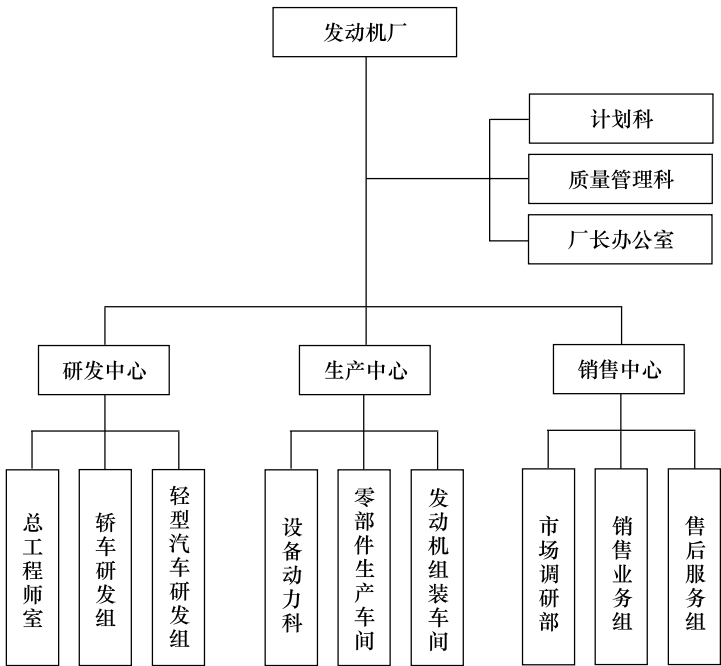 发动机厂
计划科
质量管理科
厂长办公室
研发中心
生产中心
销售中心
总工程师室
轿车研发组
轻型汽车研发组
设备动力科
零部件生产车间
发动机组装车间
市场调研部
销售业务组
售后服务组